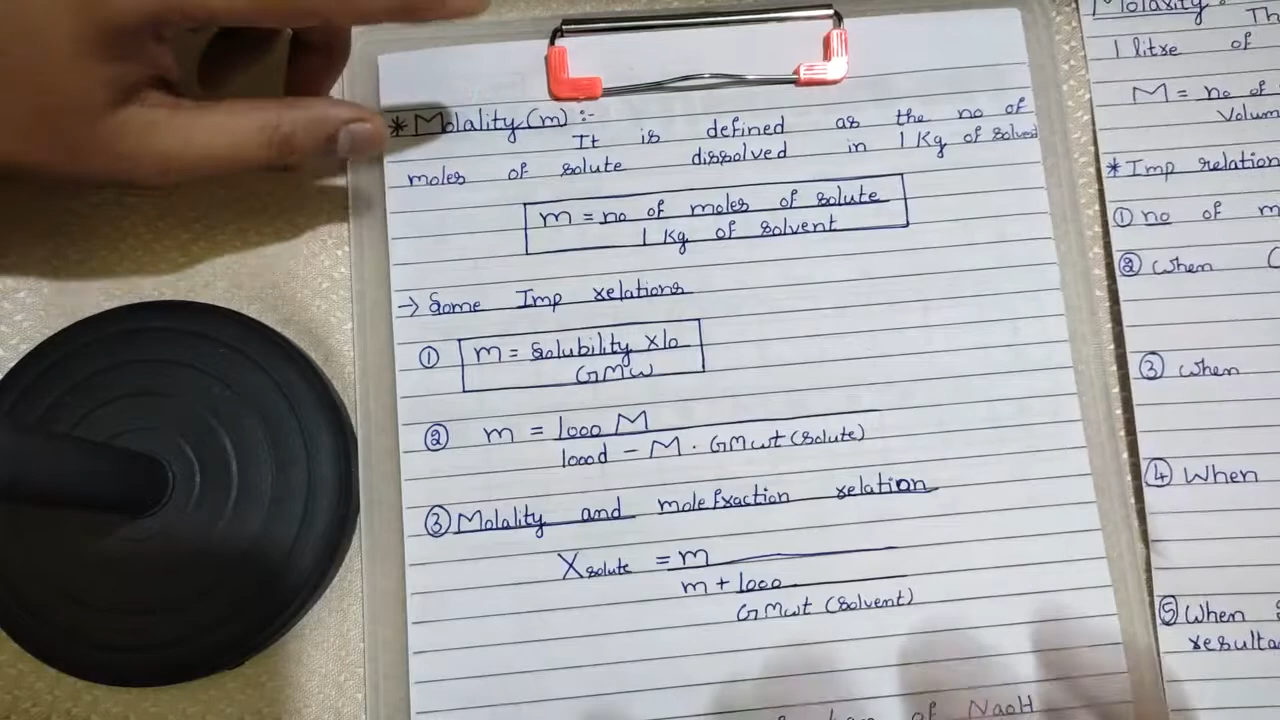 * Molality (m) :-
It is defined as the no of
moles of solute dissolved in 1 Kg of solvent
m = no of moles of solute
1 Kg of solvent
→ Some Imp relations
① m = Solubility x10
GMW
② m = 1000 M
1000d - M . GMwt (solute)
③ Molality and molefraction relation
X solute = m
m + 1000
GMwt (solvent)
of NaoH
Molarity : Th
1 litre of
M = no of
Volum
* Imp relation
① no of m
② When
③ when
④ When
⑤ When
resulta